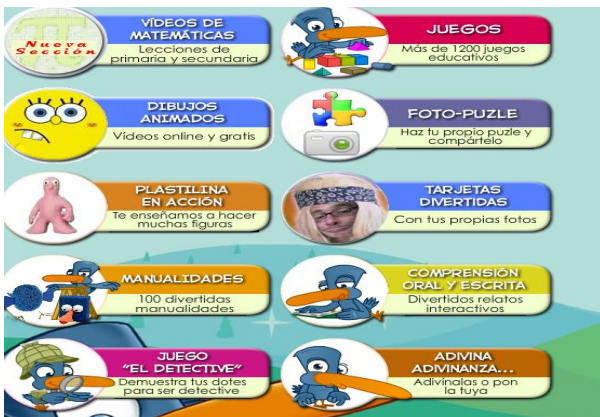 Nueva
Sección
VÍDEOS DE
MATEMÁTICAS
Lecciones de
primaria y secundaria
JUEGOS
Más de 1200 juegos
educativos
DIBUJOS
ANIMADOS
Vídeos online y gratis
FOTO-PUZLE
Haz tu propio puzle y
compártelo
PLASTILINA
EN ACCIÓN
Te enseñamos a hacer
muchas figuras
TARJETAS
DIVERTIDAS
Con tus propias fotos
MANUALIDADES
100 divertidas
manualidades
COMPRENSIÓN
ORAL Y ESCRITA
Divertidos relatos
interactivos
JUEGO
"EL DETECTIVE"
Demuestra tus dotes
para ser detective
ADIVINA
ADIVINANZA...
Adivínalas o pon
la tuya